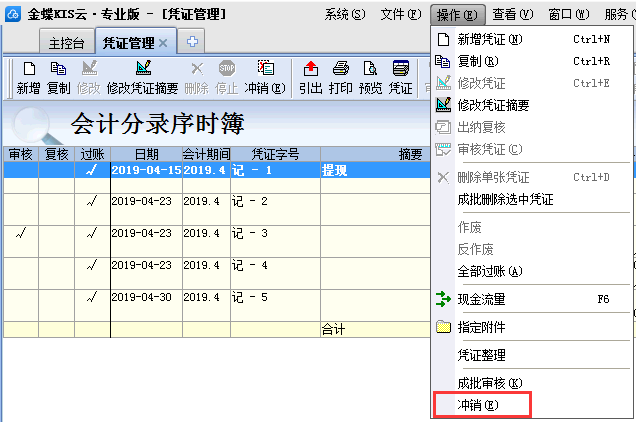 金蝶KIS云·专业版 - [凭证管理]
系统(S) 文件(F) 操作(E) 查看(V) 窗口(W) 服务
主控台 凭证管理
新增 复制 修改 修改凭证摘要 删除 停止 冲销(E) 引出 打印 预览 凭证
会计分录序时簿
审核 复核 过账 日期 会计期间 凭证字号 摘要
√ 2019-04-15 2019.4 记 - 1 提现
√ 2019-04-23 2019.4 记 - 2
√ √ 2019-04-23 2019.4 记 - 3
√ 2019-04-23 2019.4 记 - 4
√ 2019-04-30 2019.4 记 - 5
合计
新增凭证(N) Ctrl+N
复制(R) Ctrl+R
修改凭证 Ctrl+E
修改凭证摘要
出纳复核
审核凭证(C)
删除单张凭证 Ctrl+D
成批删除选中凭证
作废
反作废
全部过账(A)
现金流量 F6
指定附件
凭证整理
成批审核(K)
冲销(E)